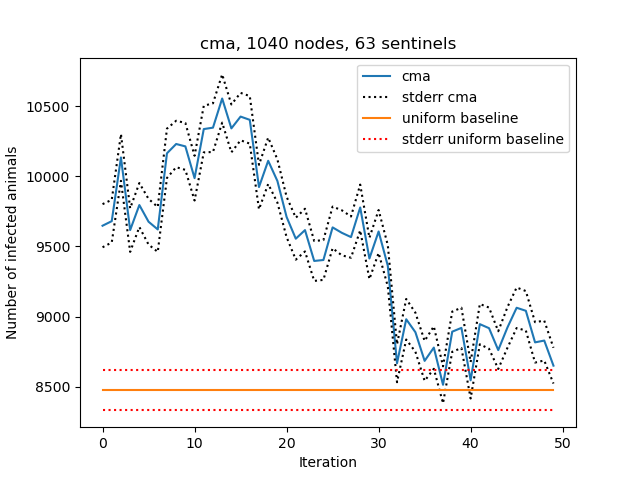 cma, 1040 nodes, 63 sentinels
cma
stderr cma
uniform baseline
stderr uniform baseline
Number of infected animals
10500
10000
9500
9000
8500
0 10 20 30 40 50
Iteration